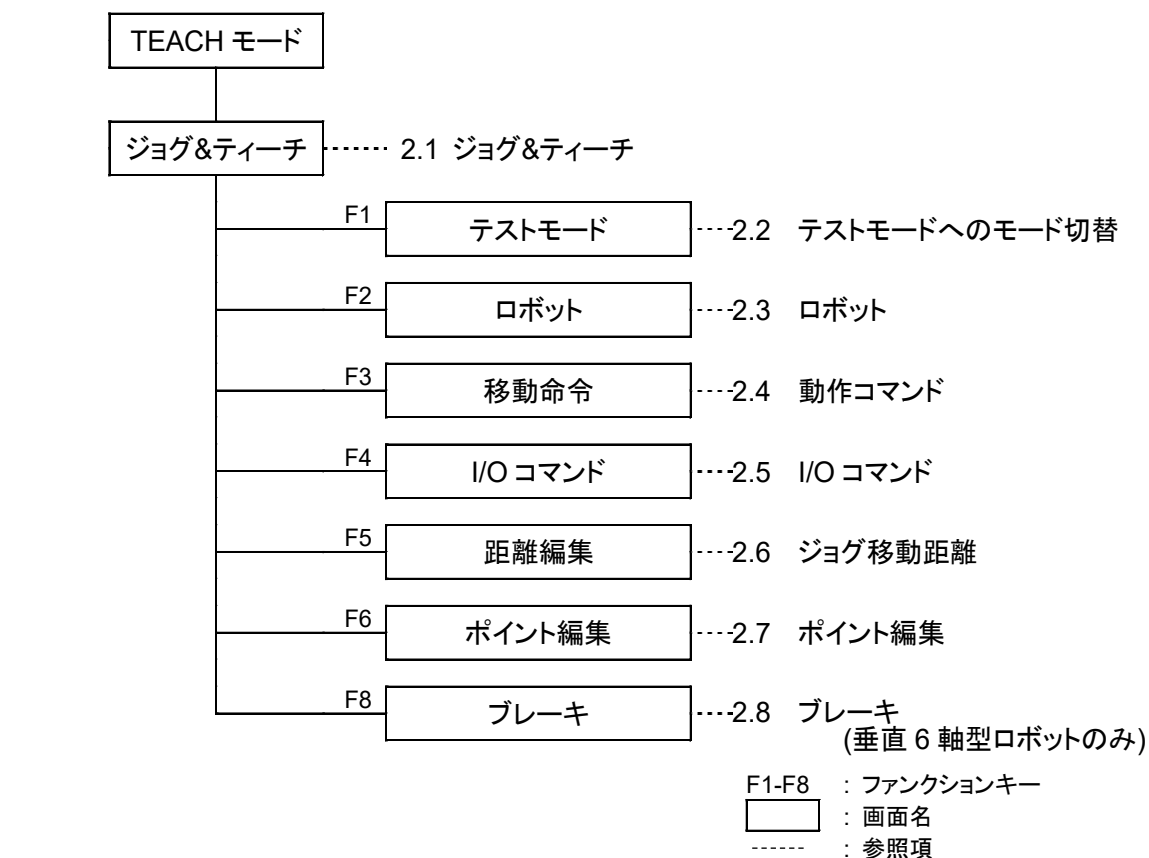 TEACH モード
ジョグ&ティーチ 2.1 ジョグ&ティーチ
F1 テストモード 2.2 テストモードへのモード切替
F2 ロボット 2.3 ロボット
F3 移動命令 2.4 動作コマンド
F4 I/O コマンド 2.5 I/O コマンド
F5 距離編集 2.6 ジョグ移動距離
F6 ポイント編集 2.7 ポイント編集
F8 ブレーキ 2.8 ブレーキ
(垂直 6 軸型ロボットのみ)
F1-F8 : ファンクションキー
: 画面名
------ : 参照項